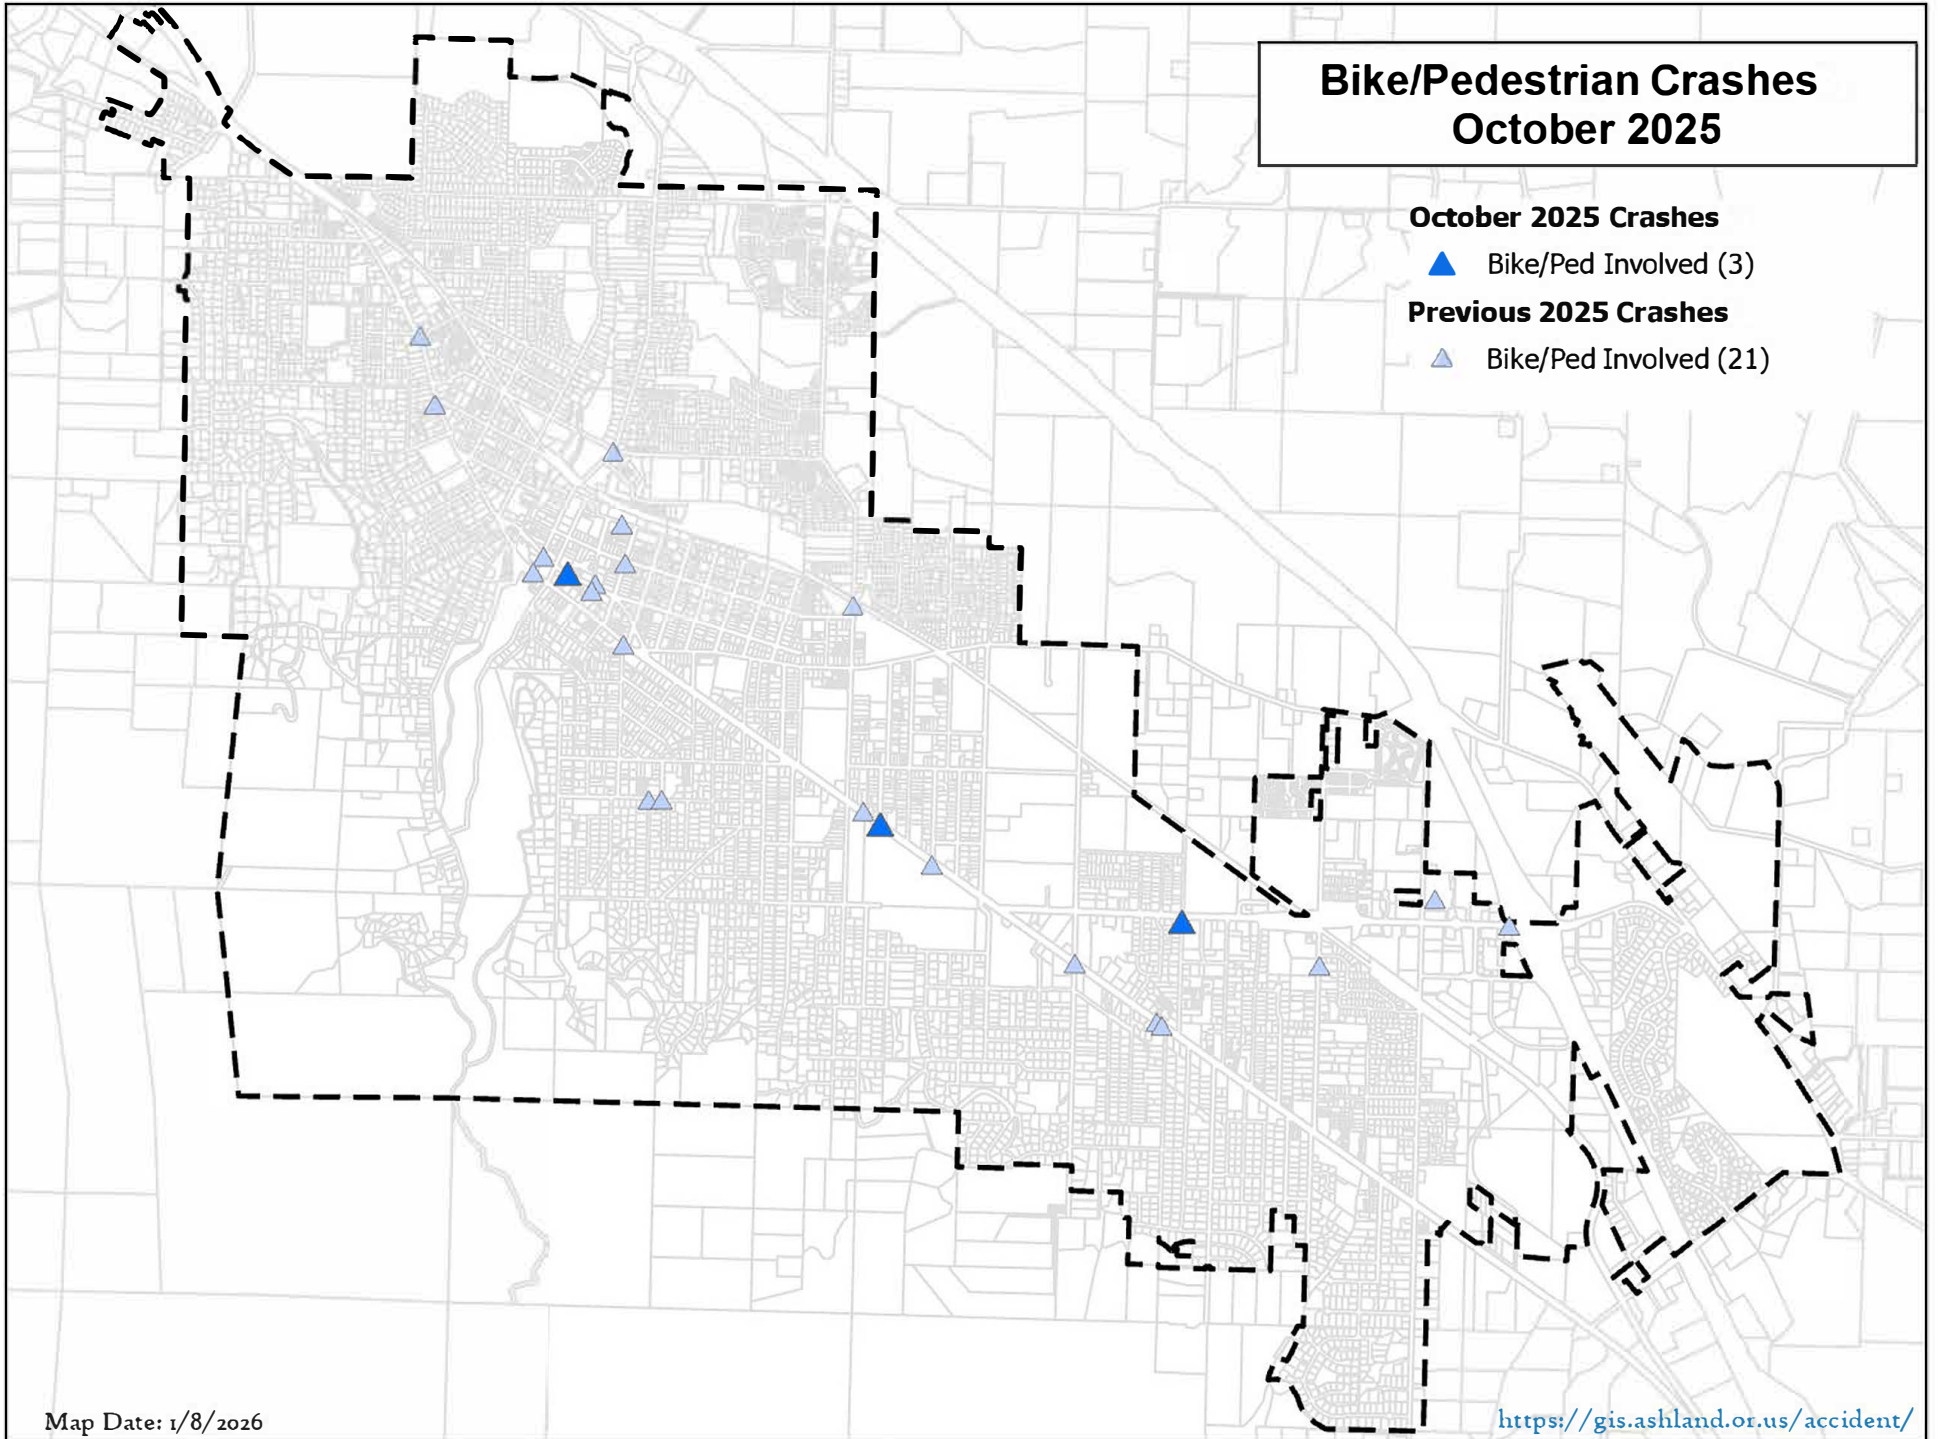 Bike/Pedestrian Crashes
October 2025
October 2025 Crashes
Bike/Ped Involved (3)
Previous 2025 Crashes
Bike/Ped Involved (21)
Map Date: 1/8/2026
https://gis.ashland.or.us/accident/